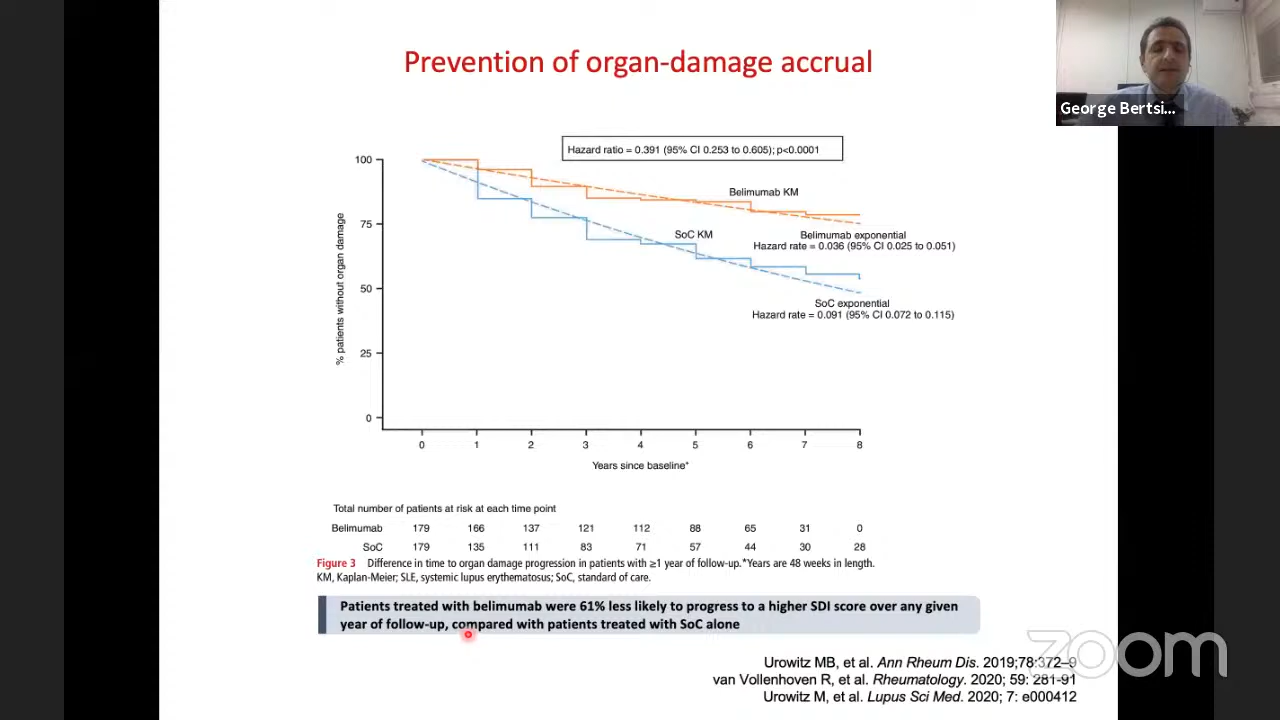 Prevention of organ-damage accrual
George Bertsi...
Hazard ratio = 0.391 (95% CI 0.253 to 0.605); p<0.0001
100
75
50
25
0
% patients without organ damage
Belimumab KM
SoC KM
Belimumab exponential
Hazard rate = 0.036 (95% CI 0.025 to 0.051)
SoC exponential
Hazard rate = 0.091 (95% CI 0.072 to 0.115)
0 1 2 3 4 5 6 7 8
Years since baseline*
Total number of patients at risk at each time point
Belimumab 179 166 137 121 112 88 65 31 0
SoC 179 135 111 83 71 57 44 30 28
Figure 3 Difference in time to organ damage progression in patients with ≥1 year of follow-up.*Years are 48 weeks in length.
KM, Kaplan-Meier; SLE, systemic lupus erythematosus; SoC, standard of care.
Patients treated with belimumab were 61% less likely to progress to a higher SDI score over any given
year of follow-up, compared with patients treated with SoC alone
zoom
Urowitz MB, et al. Ann Rheum Dis. 2019;78:372–9
van Vollenhoven R, et al. Rheumatology. 2020; 59: 281-91
Urowitz M, et al. Lupus Sci Med. 2020; 7: e000412